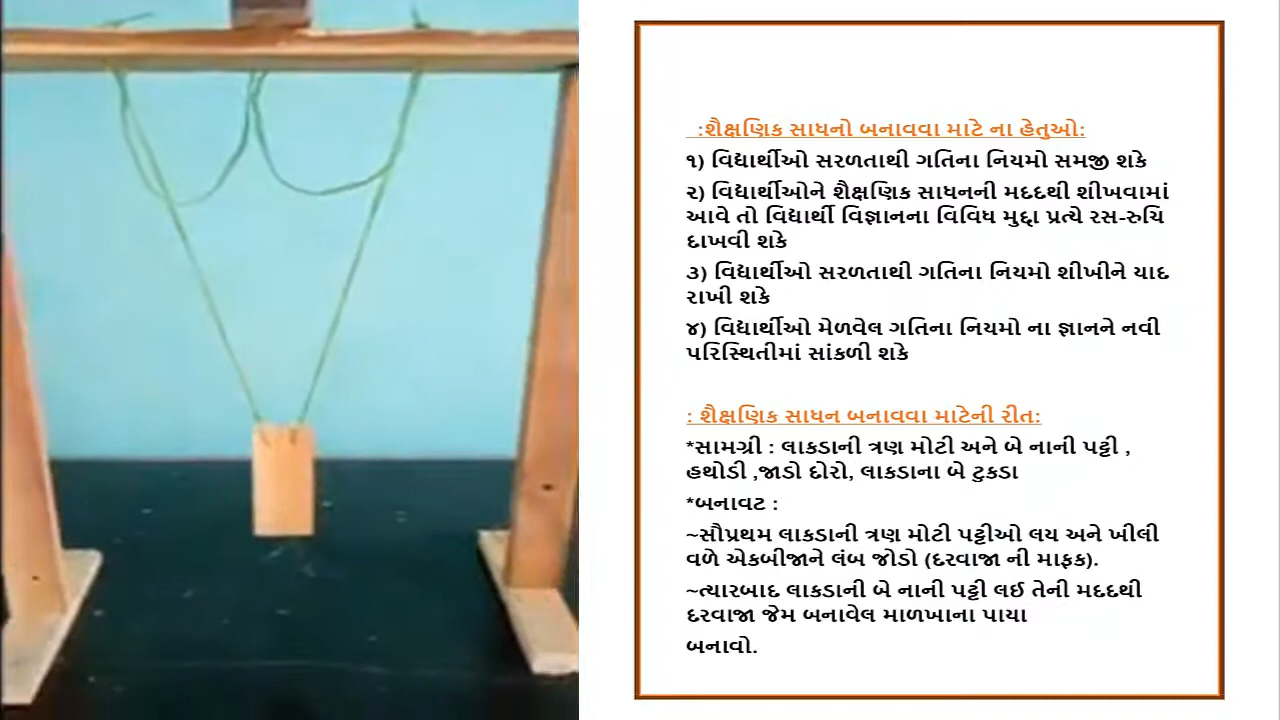 :શૈક્ષણિક સાધનો બનાવવા માટે ના હેતુઓ:
૧) વિદ્યાર્થીઓ સરળતાથી ગતિના નિયમો સમજી શકે
૨) વિદ્યાર્થીઓને શૈક્ષણિક સાધનની મદદથી શીખવામાં
આવે તો વિદ્યાર્થી વિજ્ઞાનના વિવિધ મુદ્દા પ્રત્યે રસ-રુચિ
દાખવી શકે
૩) વિદ્યાર્થીઓ સરળતાથી ગતિના નિયમો શીખીને યાદ
રાખી શકે
૪) વિદ્યાર્થીઓ મેળવેલ ગતિના નિયમો ના જ્ઞાનને નવી
પરિસ્થિતીમાં સાંકળી શકે
: શૈક્ષણિક સાધન બનાવવા માટેની રીત:
*સામગ્રી : લાકડાની ત્રણ મોટી અને બે નાની પટ્ટી ,
હથોડી ,જાડો દોરો, લાકડાના બે ટુકડા
*બનાવટ :
~સૌપ્રથમ લાકડાની ત્રણ મોટી પટ્ટીઓ લય અને ખીલી
વળે એકબીજાને લંબ જોડો (દરવાજા ની માફક).
~ત્યારબાદ લાકડાની બે નાની પટ્ટી લઈ તેની મદદથી
દરવાજા જેમ બનાવેલ માળખાના પાયા
બનાવો.